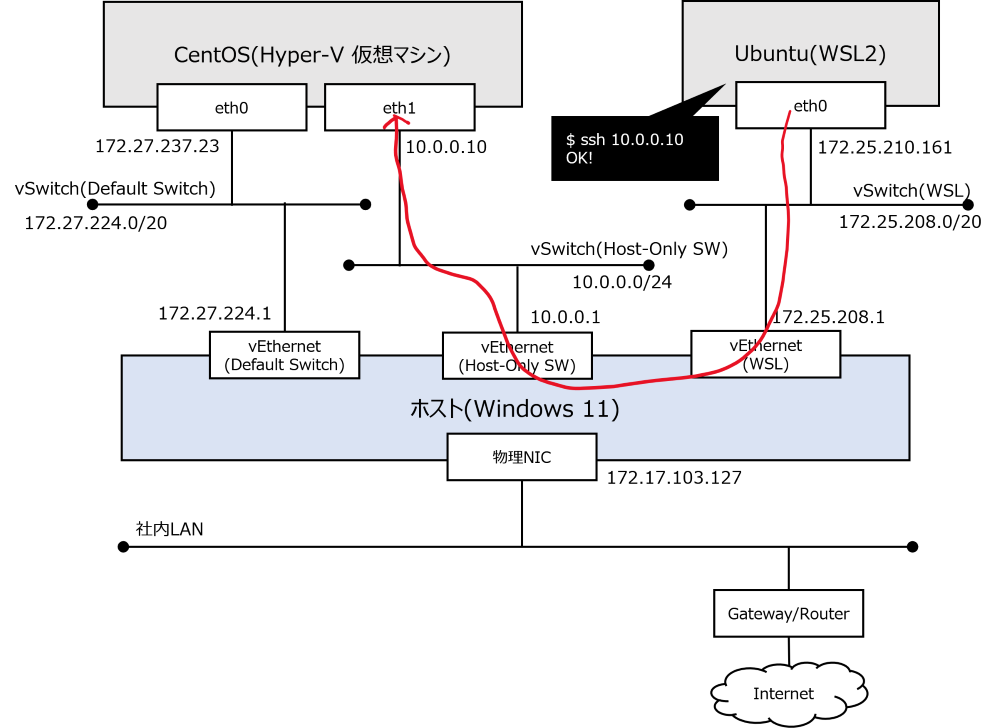 CentOS(Hyper-V 仮想マシン)
Ubuntu(WSL2)
eth0
eth1
eth0
$ ssh 10.0.0.10
OK!
172.27.237.23
10.0.0.10
172.25.210.161
vSwitch(Default Switch)
172.27.224.0/20
vSwitch(WSL)
172.25.208.0/20
vSwitch(Host-Only SW)
10.0.0.0/24
172.27.224.1
10.0.0.1
172.25.208.1
vEthernet
(Default Switch)
vEthernet
(Host-Only SW)
vEthernet
(WSL)
ホスト(Windows 11)
物理NIC
172.17.103.127
社内LAN
Gateway/Router
Internet